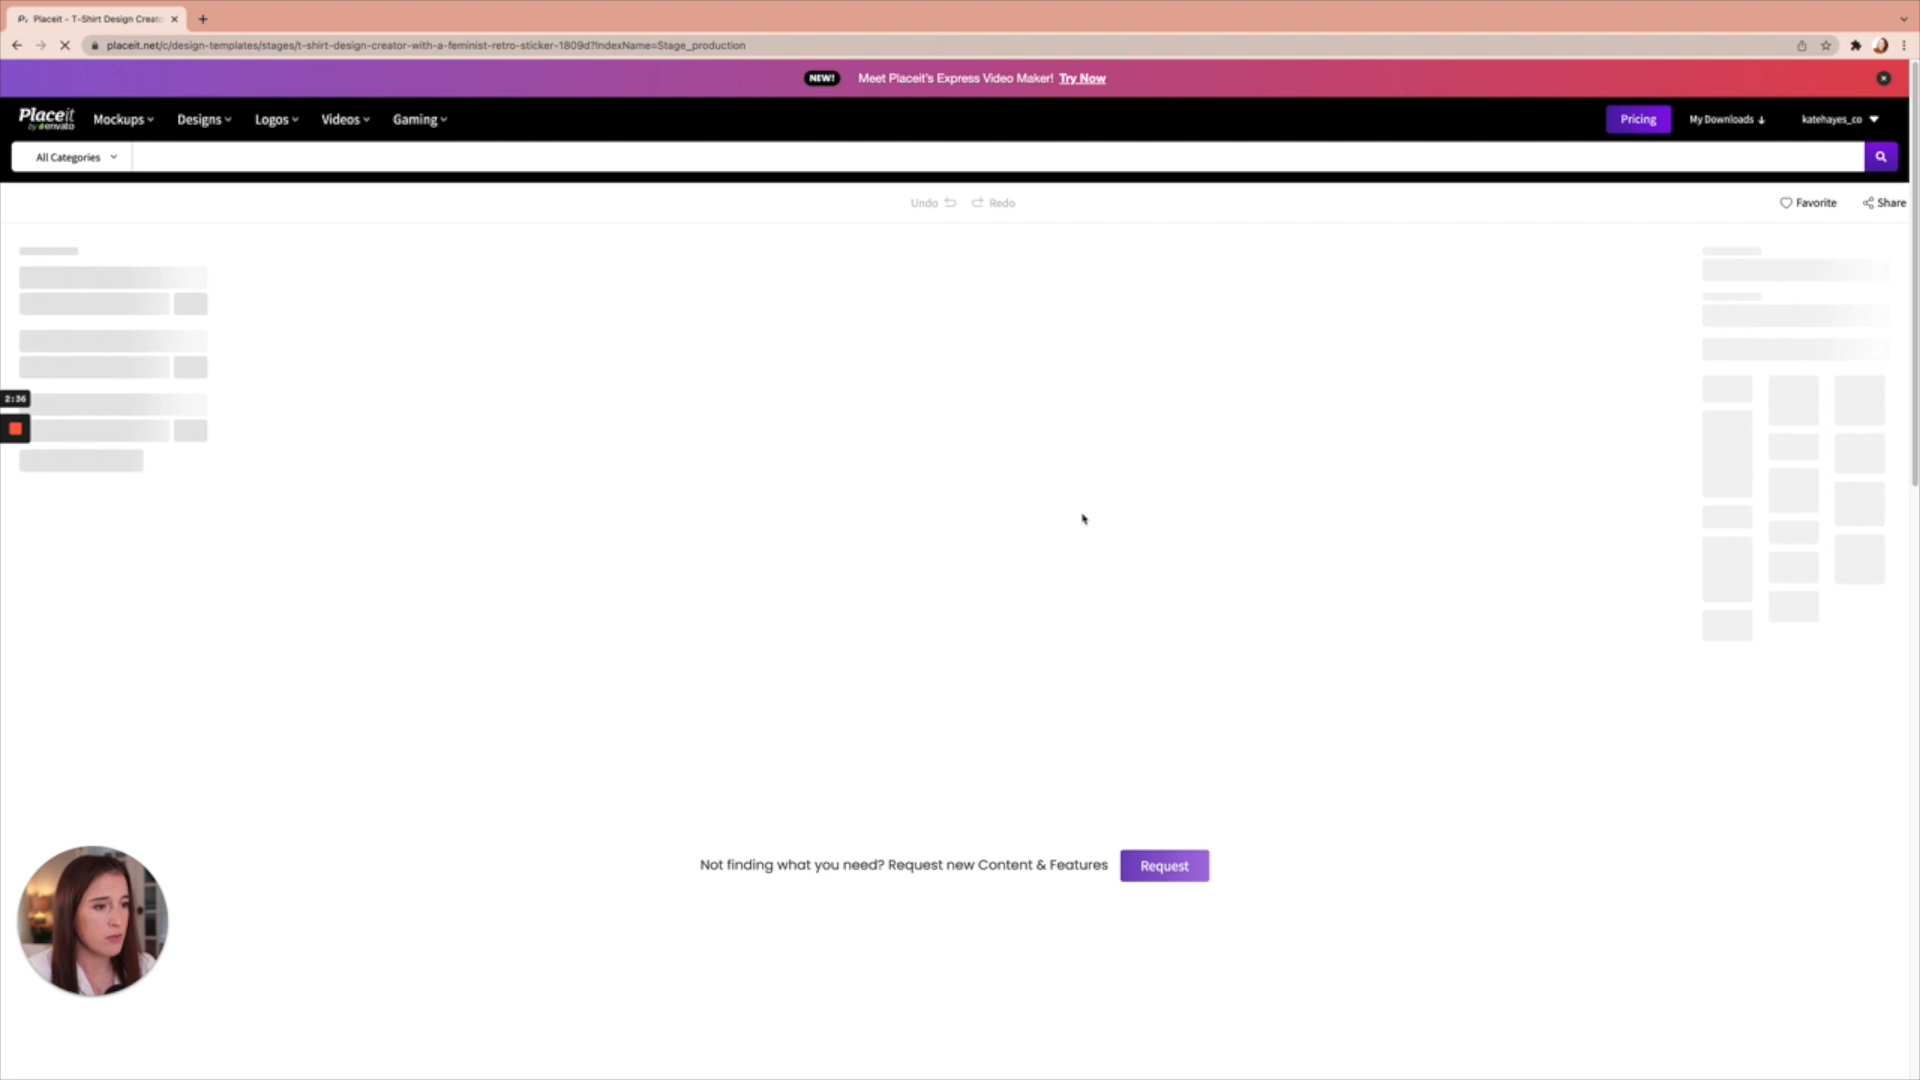 Placeit - T-Shirt Design Creat
placeit.net/c/design-templates/stages/t-shirt-design-creator-with-a-feminist-retro-sticker-1809d?indexName=Stage_production
NEW! Meet Placeit's Express Video Maker! Try Now
Placeit
by envato
Mockups Designs Logos Videos Gaming Pricing My Downloads katehayes_co
All Categories
Undo Redo Favorite Share
2:36
Not finding what you need? Request new Content & Features Request